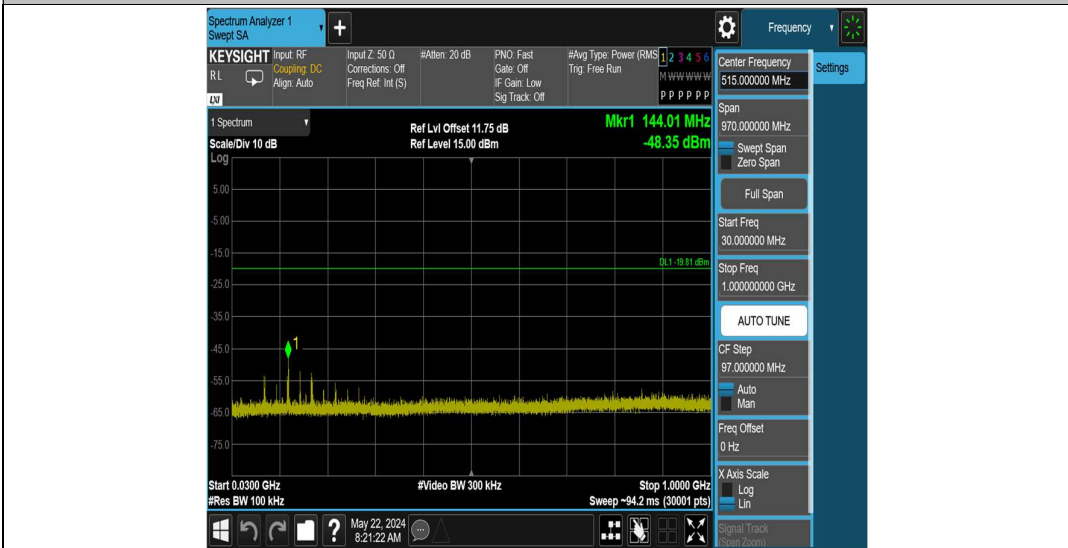 Spectrum Analyzer 1
Swept SA
+
Frequency
KEYSIGHT
RL
LXI
Input: RF
Coupling: DC
Align: Auto
Input Z: 50 Ω
Corrections: Off
Freq Ref: Int (S)
#Atten: 20 dB
PNO: Fast
Gate: Off
IF Gain: Low
Sig Track: Off
#Avg Type: Power (RMS
Trig: Free Run
1 2 3 4 5 6
M W W W W W
P P P P P P
Center Frequency
515.000000 MHz
Settings
Span
970.000000 MHz
Swept Span
Zero Span
Full Span
Start Freq
30.000000 MHz
Stop Freq
1.000000000 GHz
AUTO TUNE
CF Step
97.000000 MHz
Auto
Man
Freq Offset
0 Hz
X Axis Scale
Log
Lin
Signal Track
(Span Zoom)
1 Spectrum
Scale/Div 10 dB
Log
Ref Lvl Offset 11.75 dB
Ref Level 15.00 dBm
Mkr1 144.01 MHz
-48.35 dBm
5.00
-5.00
-15.0
DL1 -19.81 dBm
-25.0
-35.0
1
-45.0
-55.0
-65.0
-75.0
Start 0.0300 GHz
#Video BW 300 kHz
Stop 1.0000 GHz
#Res BW 100 kHz
Sweep ~94.2 ms (30001 pts)
?
May 22, 2024
8:21:22 AM